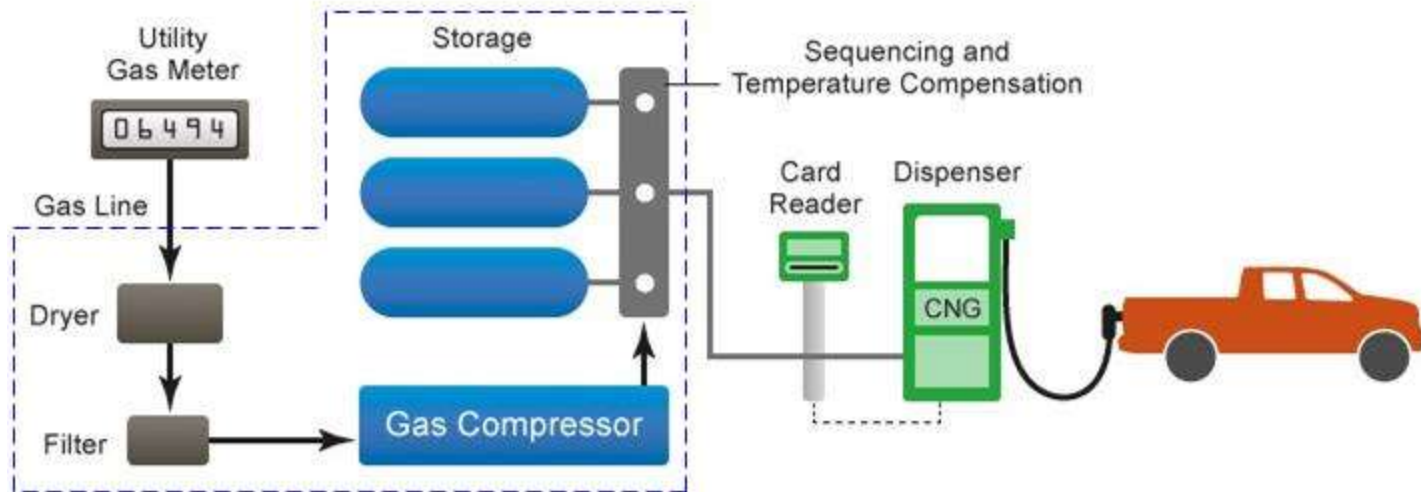 Utility
Gas Meter
06494
Gas Line
Dryer
Filter
Storage
Gas Compressor
Sequencing and
Temperature Compensation
Card
Reader
Dispenser
CNG